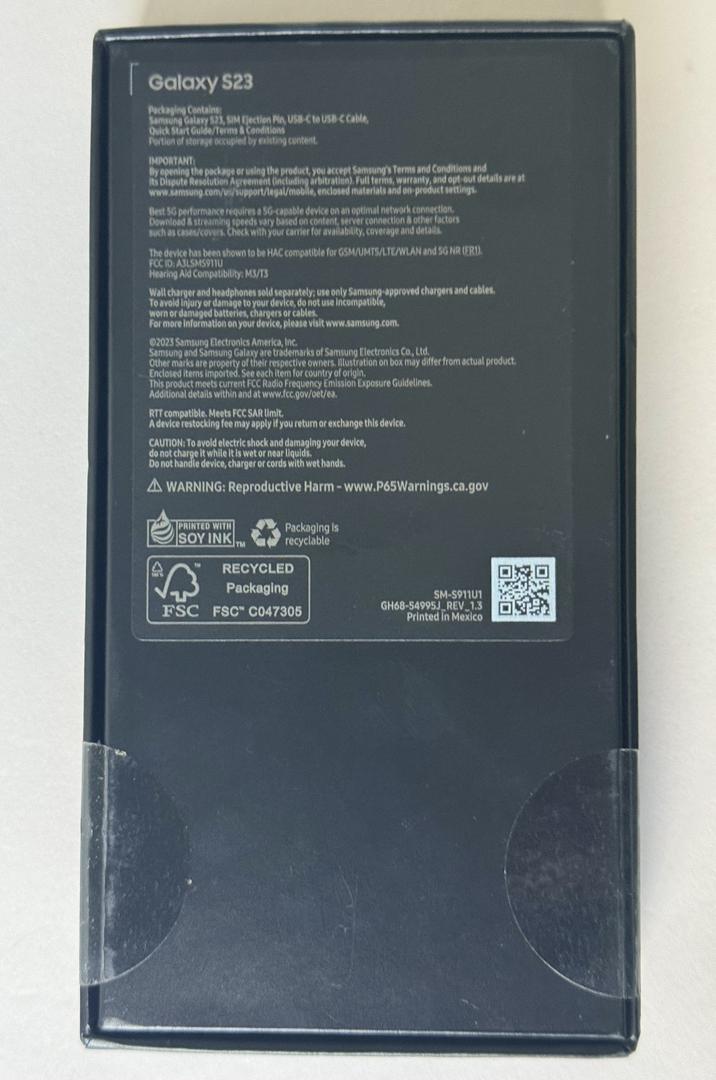 Galaxy S23
Packaging Contains:
Samsung Galaxy S23, SIM Ejection Pin, USB-C to USB-C Cable,
Quick Start Guide/Terms & Conditions
Portion of storage occupied by existing content.
IMPORTANT:
By opening the package or using the product, you accept Samsung's Terms and Conditions and
its Dispute Resolution Agreement (including arbitration). Full terms, warranty, and opt-out details are at
www.samsung.com/us/support/legal/mobile, enclosed materials and on-product settings.
Best 5G performance requires a 5G-capable device on an optimal network connection.
Download & streaming speeds vary based on content, server connection & other factors
such as cases/covers. Check with your carrier for availability, coverage and details.
The device has been shown to be HAC compatible for GSM/UMTS/LTE/WLAN and 5G NR (FR1).
FCC ID: A3LSMS911U
Hearing Aid Compatibility: M3/T3
Wall charger and headphones sold separately; use only Samsung-approved chargers and cables.
To avoid injury or damage to your device, do not use incompatible,
worn or damaged batteries, chargers or cables.
For more information on your device, please visit www.samsung.com.
©2023 Samsung Electronics America, Inc.
Samsung and Samsung Galaxy are trademarks of Samsung Electronics Co., Ltd.
Other marks are property of their respective owners. Illustration on box may differ from actual product.
Enclosed items imported. See each item for country of origin.
This product meets current FCC Radio Frequency Emission Exposure Guidelines.
Additional details within and at www.fcc.gov/oet/ea.
RTT compatible. Meets FCC SAR limit.
A device restocking fee may apply if you return or exchange this device.
CAUTION: To avoid electric shock and damaging your device,
do not charge it while it is wet or near liquids.
Do not handle device, charger or cords with wet hands.
WARNING: Reproductive Harm - www.P65Warnings.ca.gov
PRINTED WITH
SOY INK TM
Packaging is
recyclable
100%
FSC
RECYCLED
Packaging
FSC™ C047305
SM-S911U1
GH68-54995J_REV_1.3
Printed in Mexico